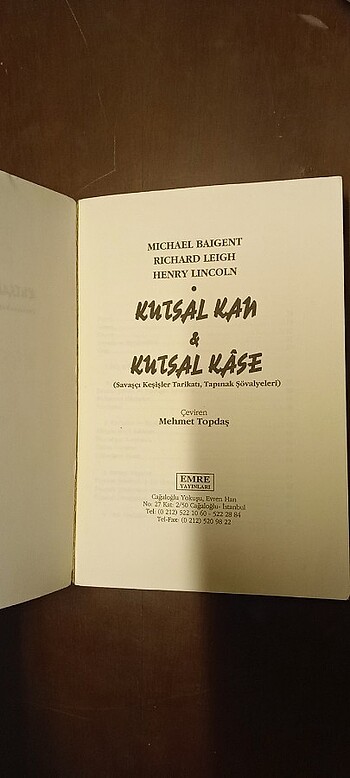 MICHAEL BAIGENT
RICHARD LEIGH
HENRY LINCOLN
•
KUTSAL KAN
&
KUTSAL KÂSE
(Savaşçı Keşişler Tarikatı, Tapınak Şövalyeleri)
Çeviren
Mehmet Topdaş
EMRE
YAYINLARI
Cağaloğlu Yokuşu, Evren Han
No: 27 Kat: 2/50 Cağaloğlu- İstanbul
Tel: (0 212) 522 10 60 - 522 28 84
Tel-Fax: (0 212) 520 98 22